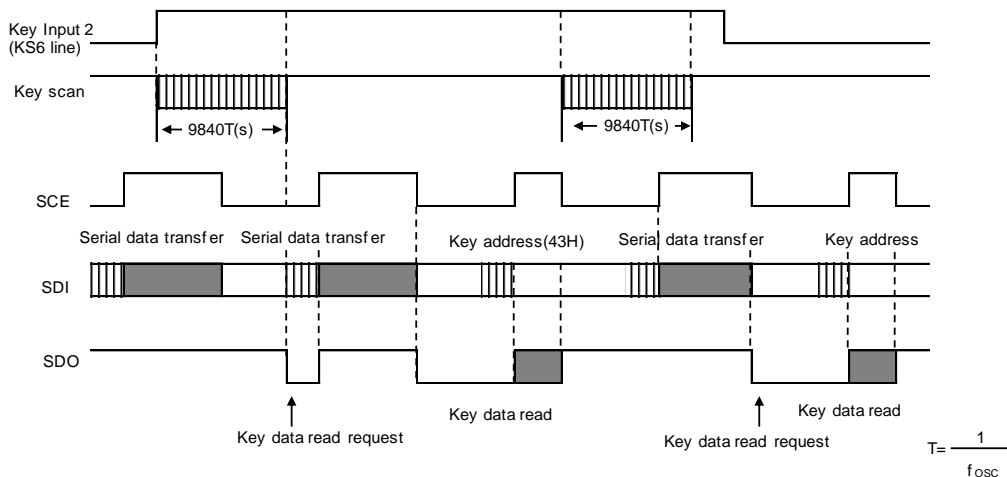 Key Input 2
(KS6 line)
Key scan
9840T(s)
9840T(s)
SCE
Serial data transfer
Serial data transfer
Key address(43H)
Serial data transfer
Key address
SDI
SDO
Key data read
Key data read
Key data read request
Key data read request
T= 1
fosc